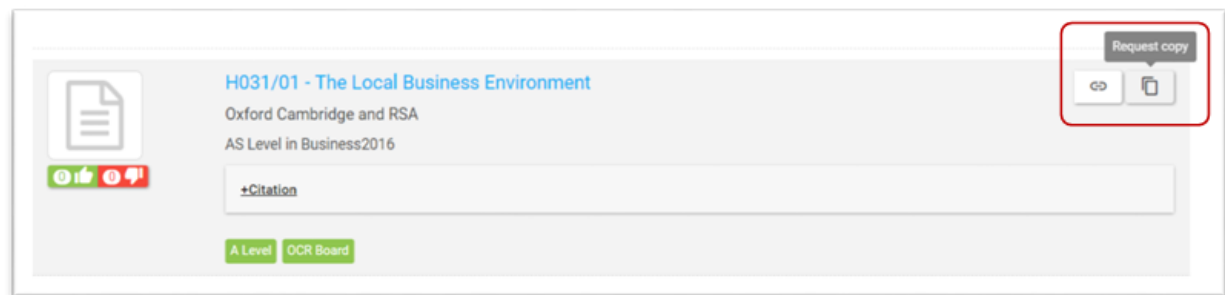 Request copy
H031/01 - The Local Business Environment
Oxford Cambridge and RSA
AS Level in Business2016
0 0
+Citation
A Level OCR Board